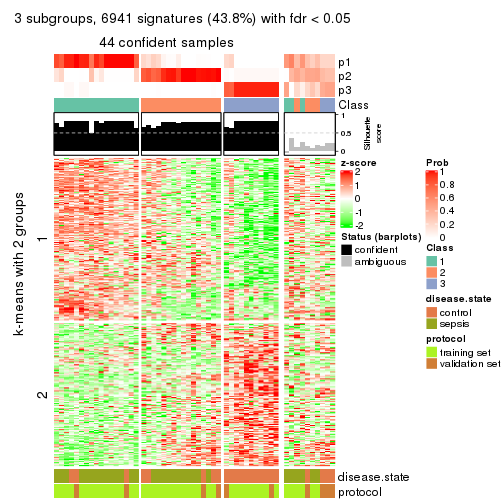 3 subgroups, 6941 signatures (43.8%) with fdr < 0.05
44 confident samples
p1
p2
p3
Class
1
0.5
0
Silhouette
score
k-means with 2 groups
1
2
z-score
2
1
0
-1
-2
Status (barplots)
confident
ambiguous
Prob
1
0.8
0.6
0.4
0.2
0
Class
1
2
3
disease.state
control
sepsis
protocol
training set
validation set
disease.state
protocol